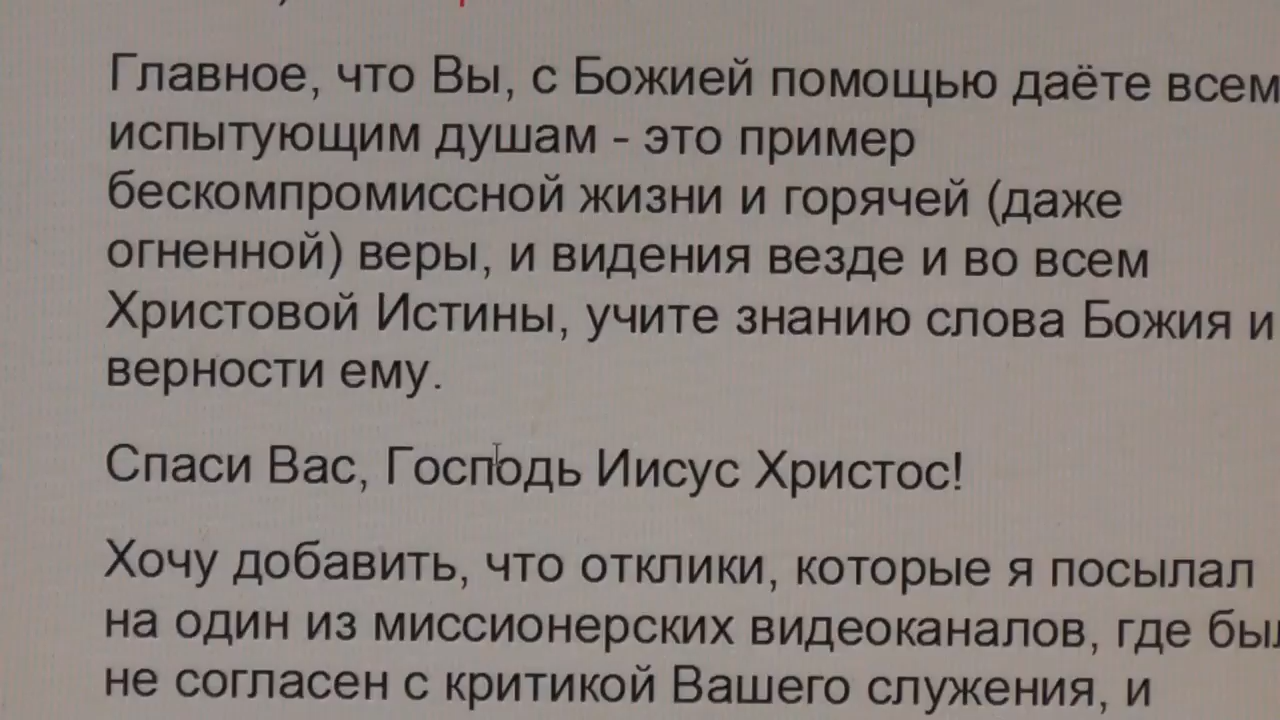 Главное, что Вы, с Божией помощью даёте всем
испытующим душам - это пример
бескомпромиссной жизни и горячей (даже
огненной) веры, и видения везде и во всем
Христовой Истины, учите знанию слова Божия и
верности ему.
Спаси Вас, Господь Иисус Христос!
Хочу добавить, что отклики, которые я посылал
на один из миссионерских видеоканалов, где
не согласен с критикой Вашего служения, и